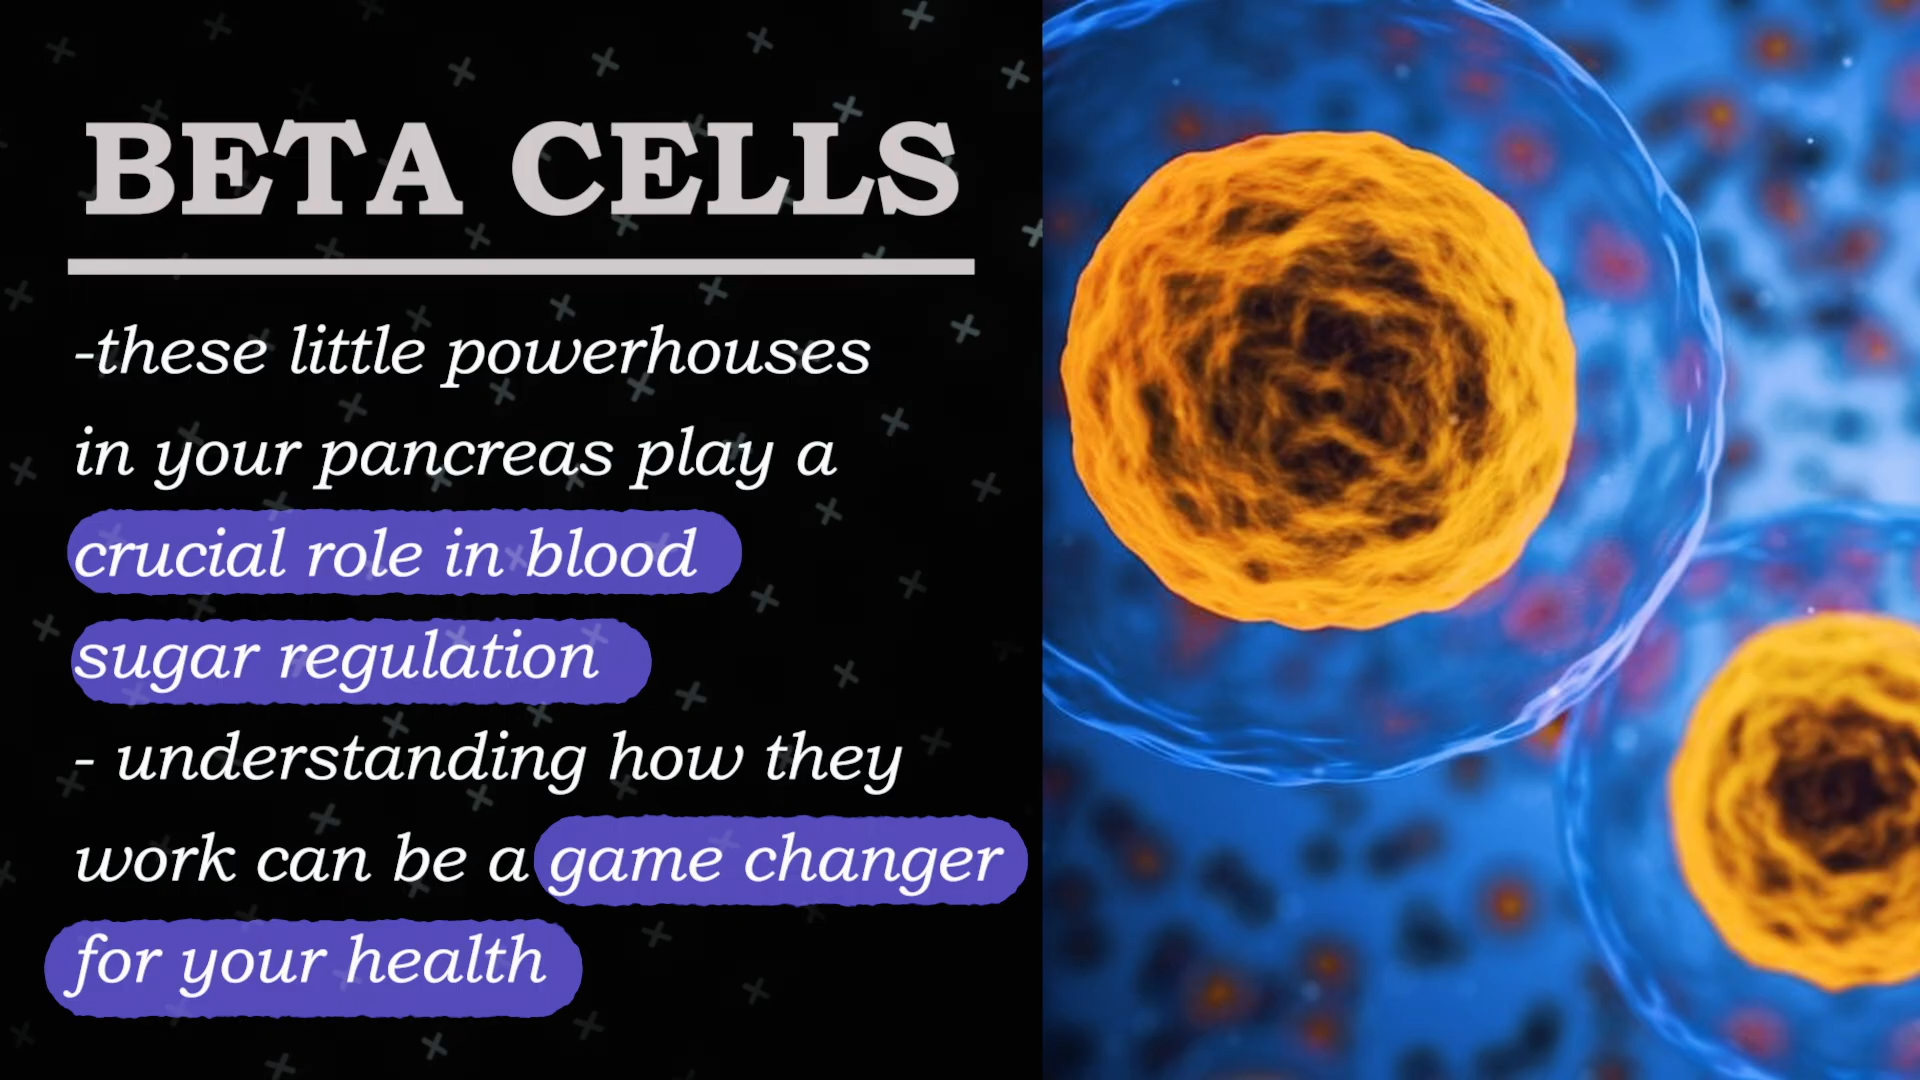 BETA CELLS
-these little powerhouses
in your pancreas play a
crucial role in blood
sugar regulation
- understanding how they
work can be a game changer
for your health